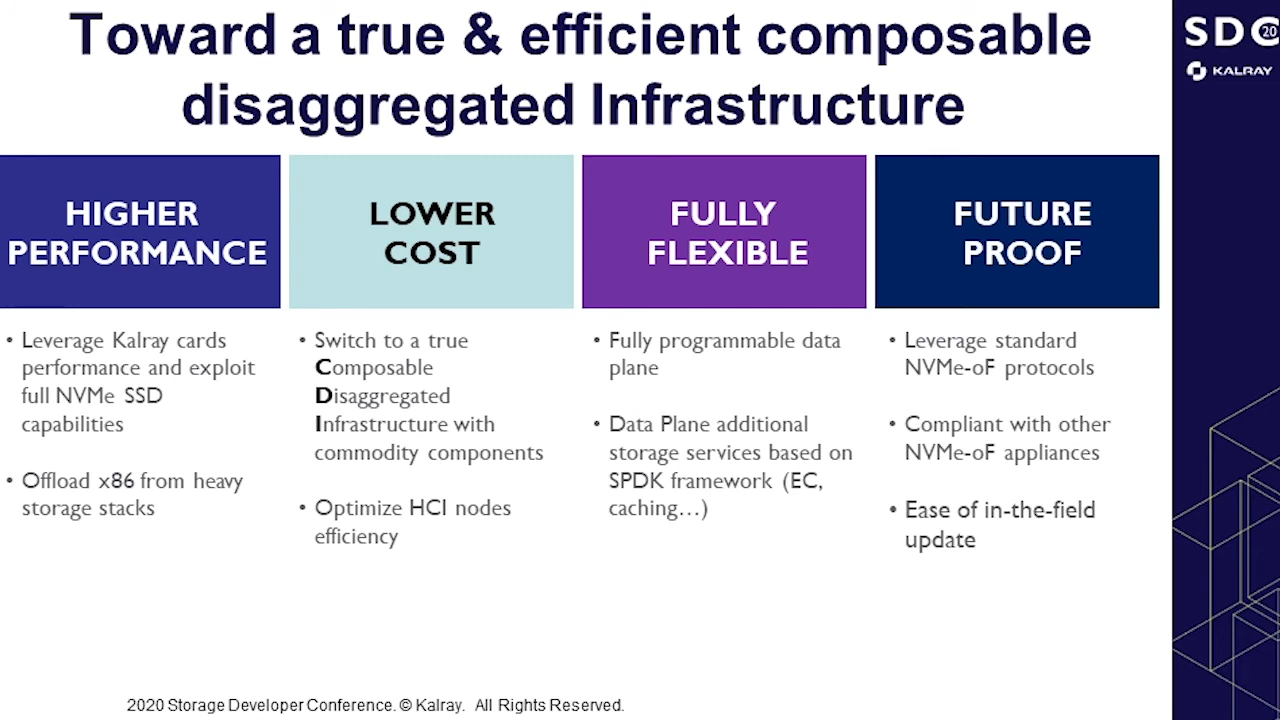 Toward a true & efficient composable
disaggregated Infrastructure
SDC
20
KALRAY
HIGHER
PERFORMANCE
• Leverage Kalray cards
performance and exploit
full NVMe SSD
capabilities
• Offload x86 from heavy
storage stacks
LOWER
COST
• Switch to a true
Composable
Disaggregated
Infrastructure with
commodity components
• Optimize HCI nodes
efficiency
FULLY
FLEXIBLE
• Fully programmable data
plane
• Data Plane additional
storage services based on
SPDK framework (EC,
caching…)
FUTURE
PROOF
• Leverage standard
NVMe-oF protocols
• Compliant with other
NVMe-oF appliances
• Ease of in-the-field
update
2020 Storage Developer Conference. © Kalray. All Rights Reserved.